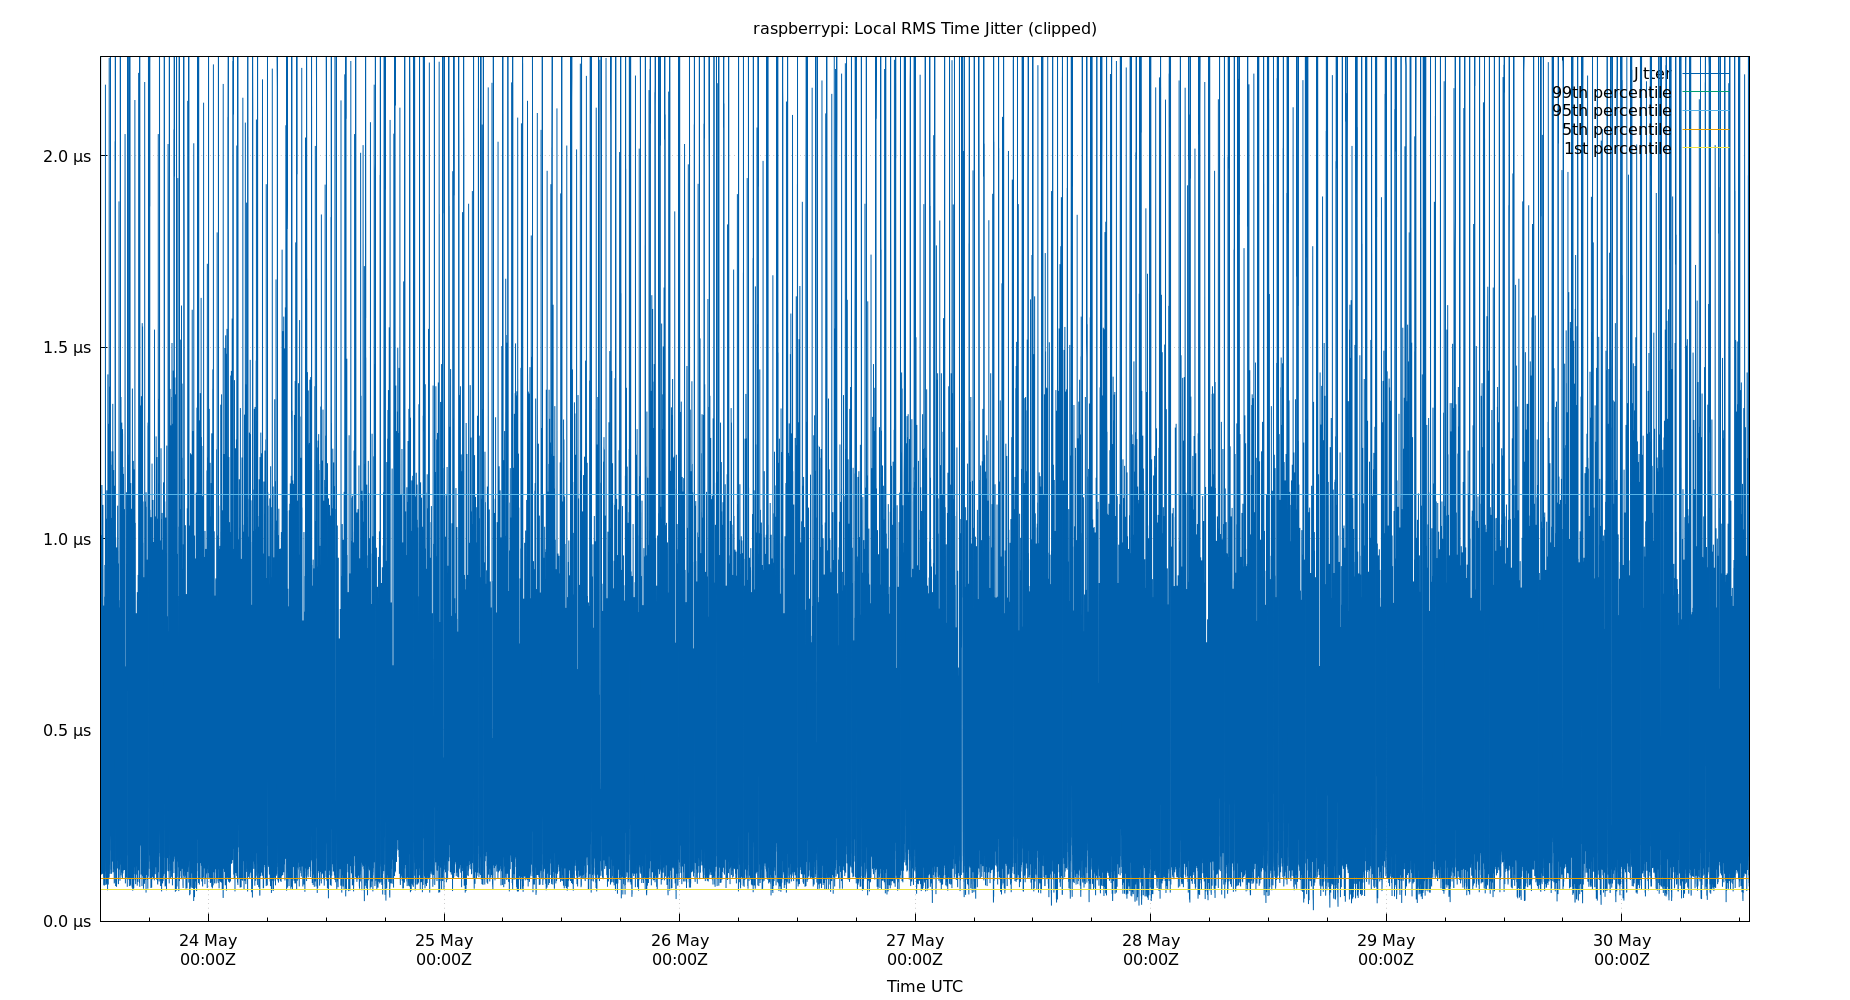 raspberrypi: Local RMS Time Jitter (clipped)
Jitter
99th percentile
95th percentile
5th percentile
1st percentile
2.0 µs
1.5 µs
1.0 µs
0.5 µs
0.0 µs
24 May 25 May 26 May 27 May 28 May 29 May 30 May
00:00Z 00:00Z 00:00Z 00:00Z 00:00Z 00:00Z 00:00Z
Time UTC